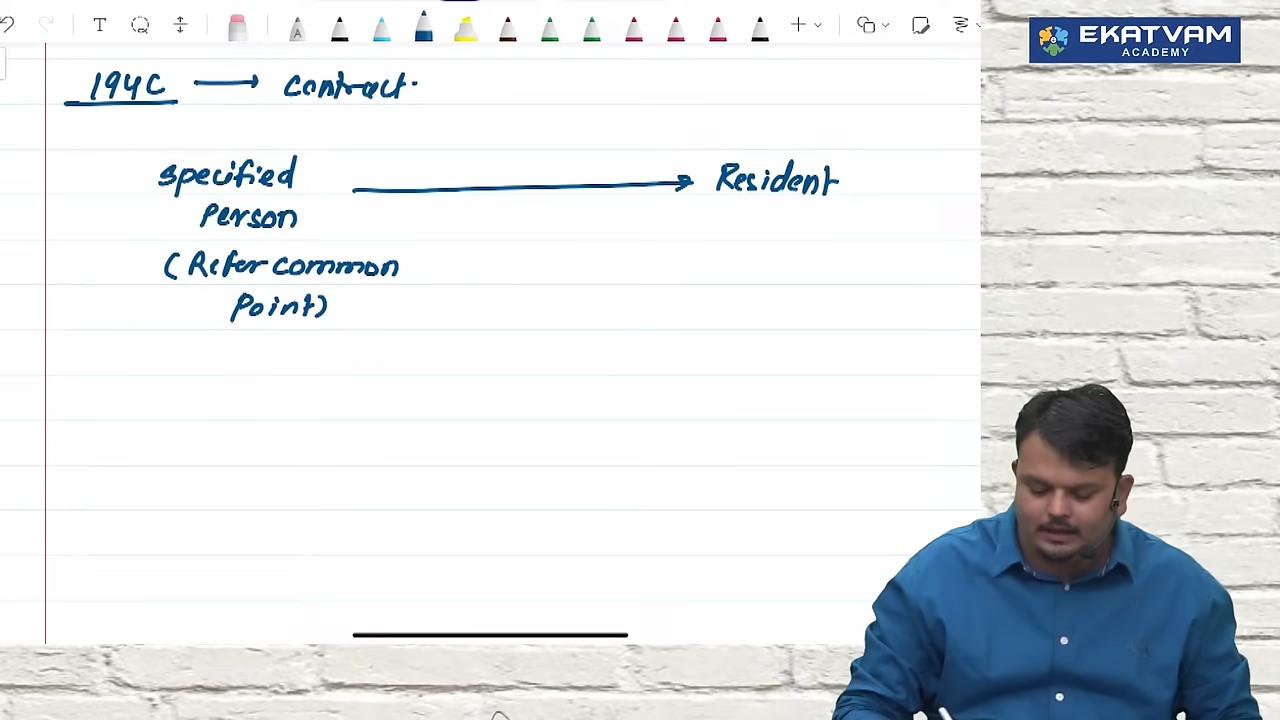 EKATVAM
ACADEMY
194C → contract.
specified → Resident
Person
(Refer common
Point)